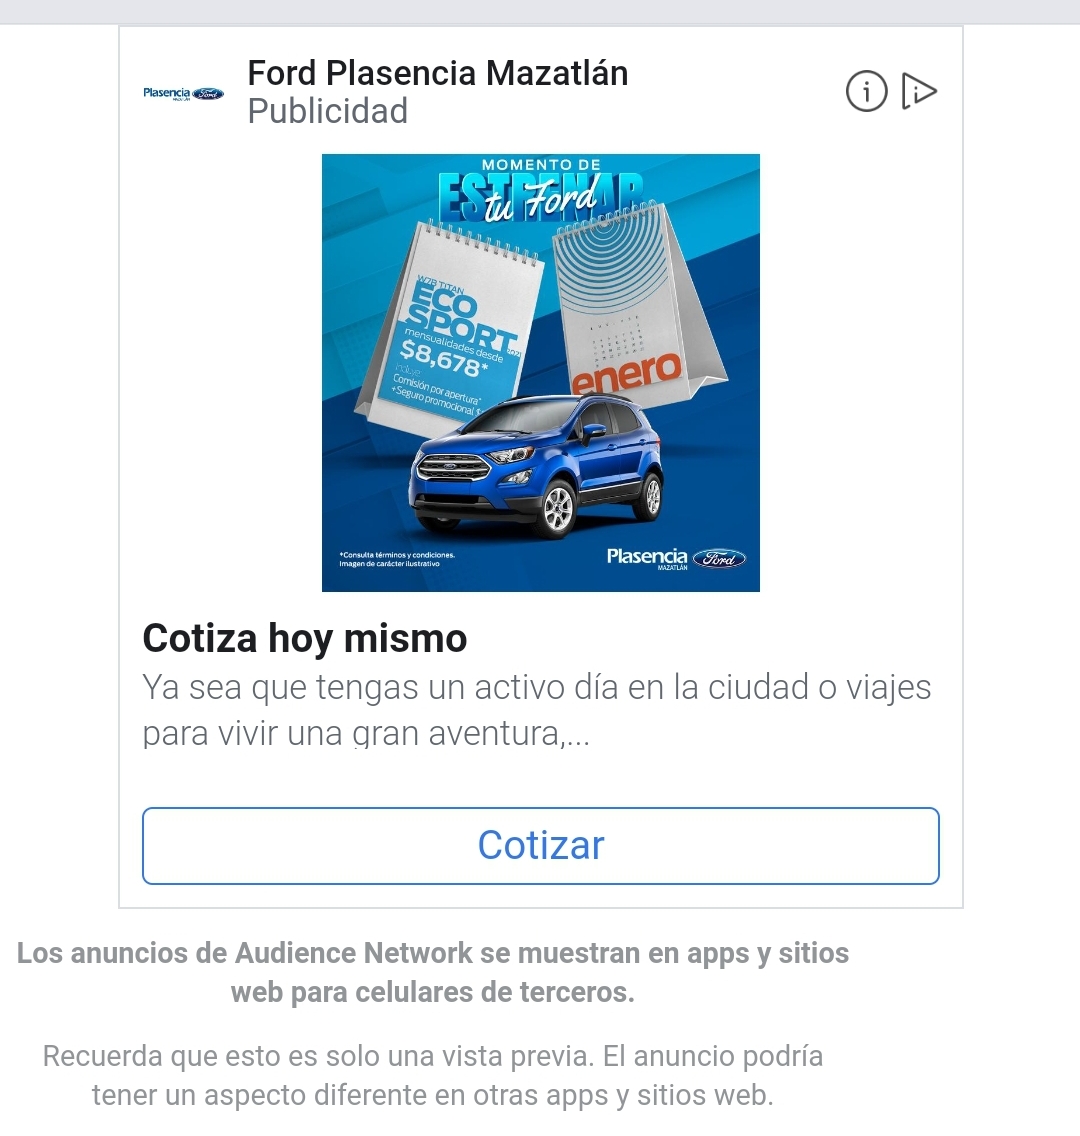 Ford Plasencia Mazatlán
Plasencia Ford
Publicidad
MOMENTO DE
ESTRENAR
tu Ford
TITAN
ECO
SPORT
mensualidades desde
$8,678*
Incluye
Comisión por apertura*
+Seguro promocional
enero
*Consulta términos y condiciones.
Imagen de carácter ilustrativo
Plasencia Ford
MAZATLÁN
Cotiza hoy mismo
Ya sea que tengas un activo día en la ciudad o viajes
para vivir una gran aventura,...
Cotizar
Los anuncios de Audience Network se muestran en apps y sitios
web para celulares de terceros.
Recuerda que esto es solo una vista previa. El anuncio podría
tener un aspecto diferente en otras apps y sitios web.